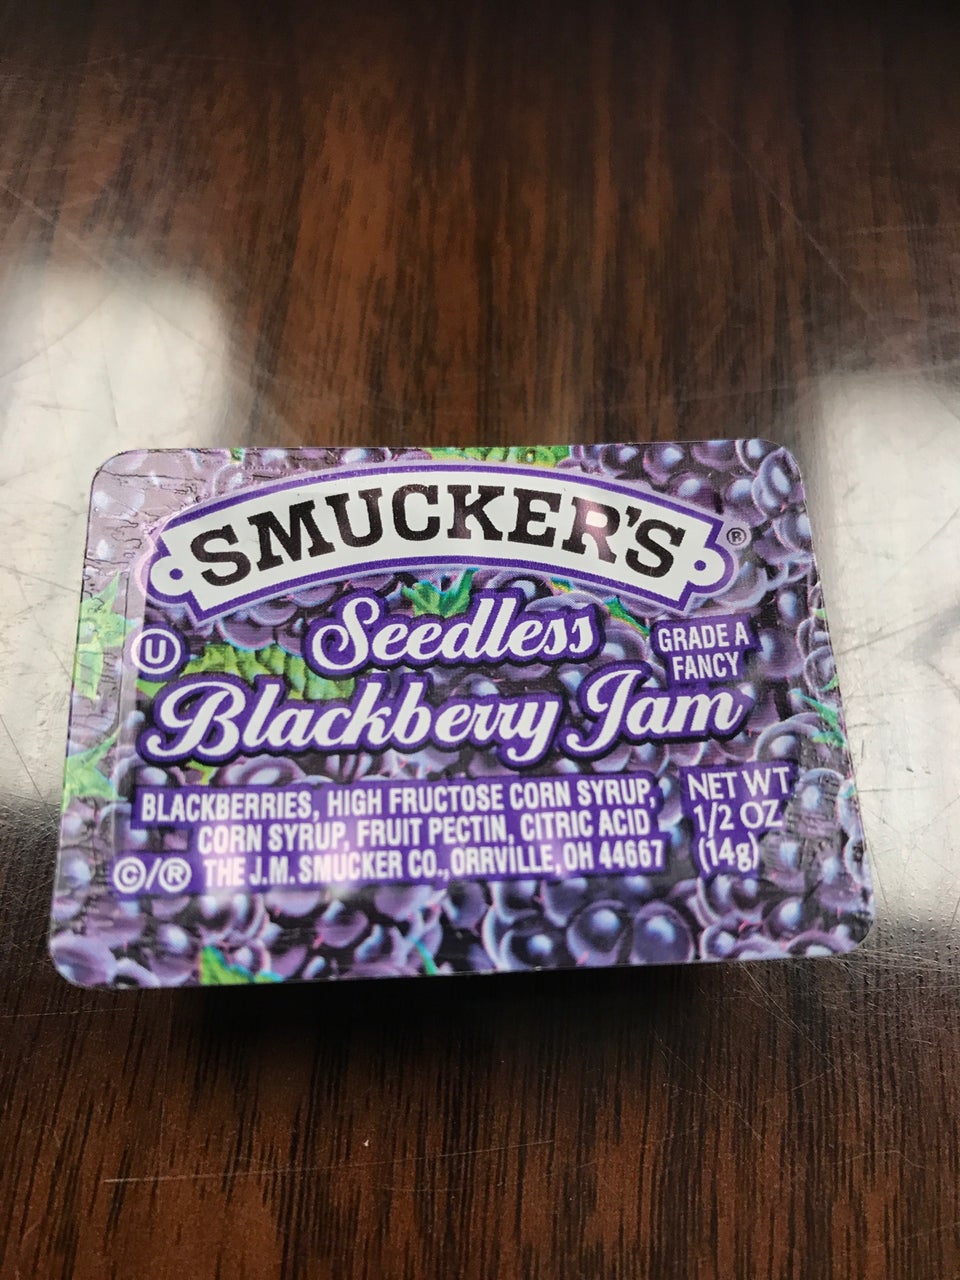 SMUCKER'S®
Seedless
Ⓤ
GRADE A
FANCY
Blackberry Jam
BLACKBERRIES, HIGH FRUCTOSE CORN SYRUP,
CORN SYRUP, FRUIT PECTIN, CITRIC ACID
©/® THE J.M. SMUCKER CO., ORRVILLE, OH 44667
NET WT
1/2 OZ
(14g)